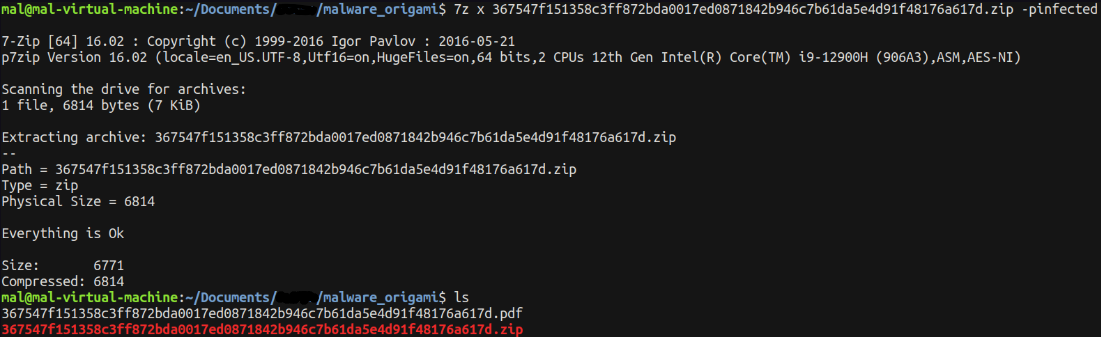 mal@mal-virtual-machine:~/Documents/ /malware_origami$ 7z x 367547f151358c3ff872bda0017ed0871842b946c7b61da5e4d91f48176a617d.zip -pinfected
7-Zip [64] 16.02 : Copyright (c) 1999-2016 Igor Pavlov : 2016-05-21
p7zip Version 16.02 (locale=en_US.UTF-8,Utf16=on,HugeFiles=on,64 bits,2 CPUs 12th Gen Intel(R) Core(TM) i9-12900H (906A3),ASM,AES-NI)
Scanning the drive for archives:
1 file, 6814 bytes (7 KiB)
Extracting archive: 367547f151358c3ff872bda0017ed0871842b946c7b61da5e4d91f48176a617d.zip
--
Path = 367547f151358c3ff872bda0017ed0871842b946c7b61da5e4d91f48176a617d.zip
Type = zip
Physical Size = 6814
Everything is Ok
Size:       6771
Compressed: 6814
mal@mal-virtual-machine:~/Documents/ /malware_origami$ ls
367547f151358c3ff872bda0017ed0871842b946c7b61da5e4d91f48176a617d.pdf
367547f151358c3ff872bda0017ed0871842b946c7b61da5e4d91f48176a617d.zip